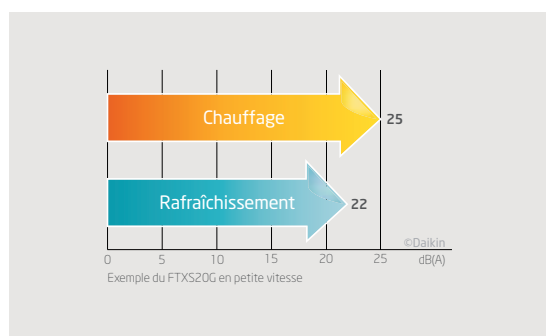 Chauffage
25
Rafraîchissement
22
©Daikin
0 5 10 15 20 25 dB(A)
Exemple du FTXS20G en petite vitesse